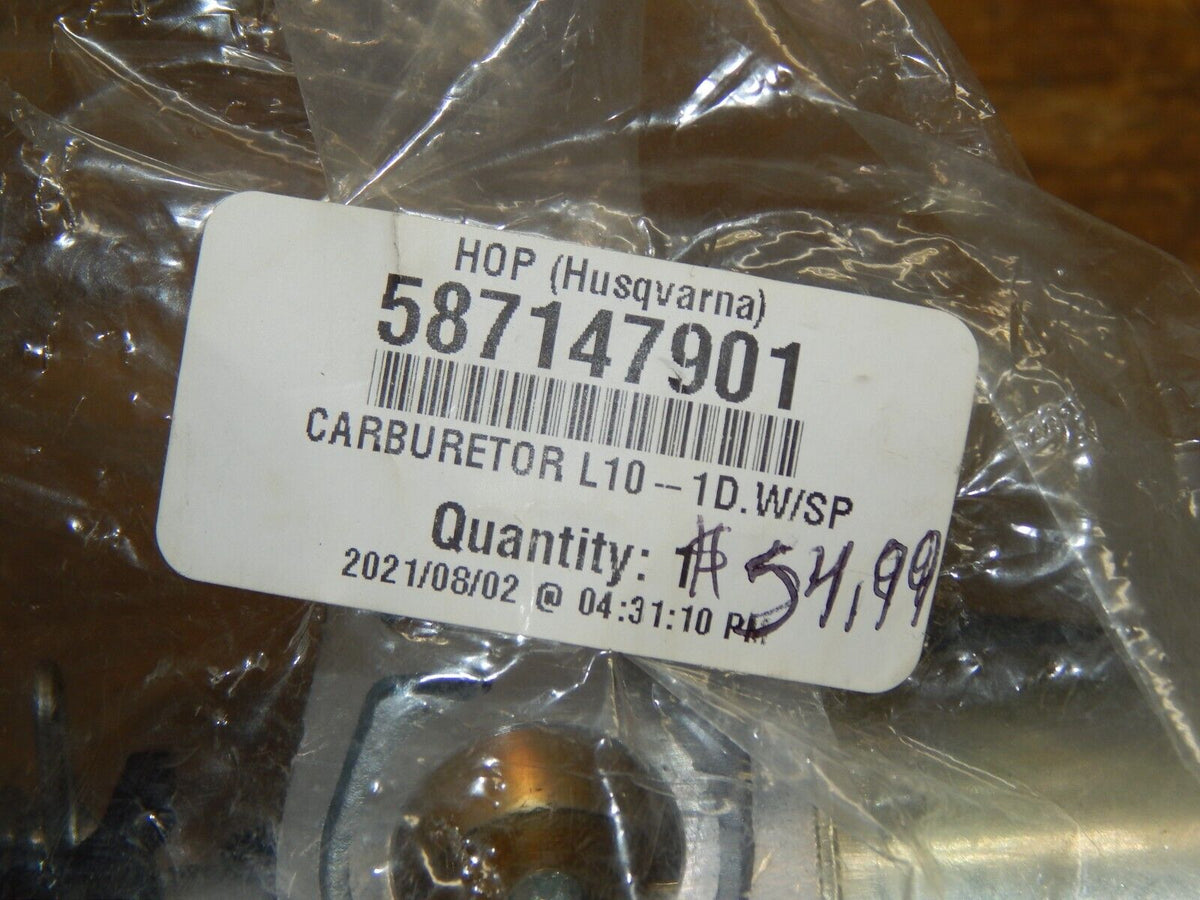 HOP (Husqvarna)
587147901
CARBURETOR L10--1D.W/SP
Quantity: 1 $54.99
2021/08/02 @ 04:31:10 PM